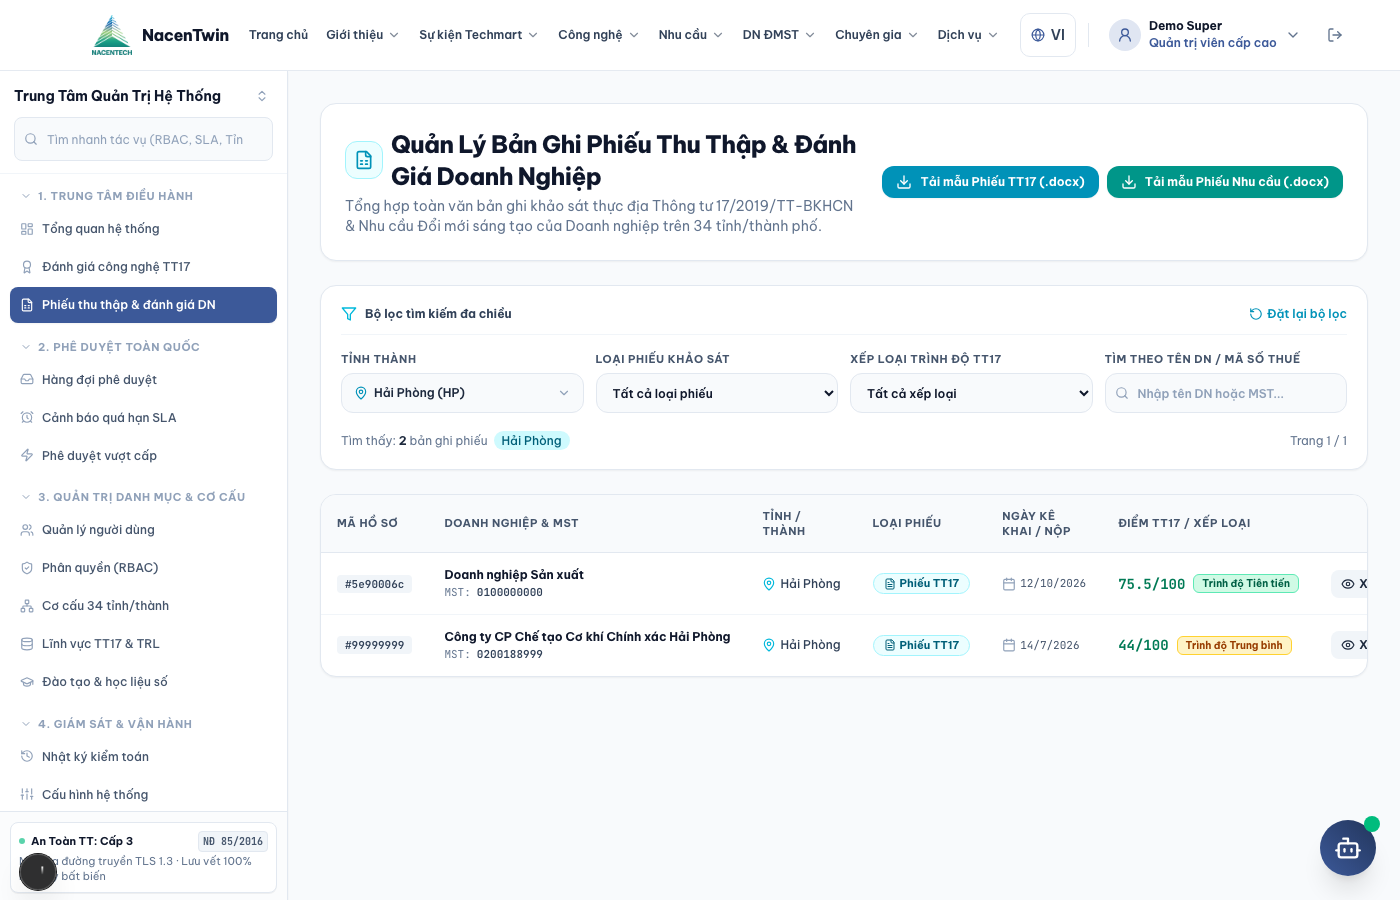 NACENTECH
NacenTwin
Trang chủ
Giới thiệu
Sự kiện Techmart
Công nghệ
Nhu cầu
DN ĐMST
Chuyên gia
Dịch vụ
VI
Demo Super
Quản trị viên cấp cao
Trung Tâm Quản Trị Hệ Thống
Tìm nhanh tác vụ (RBAC, SLA, Tỉn
1. TRUNG TÂM ĐIỀU HÀNH
Tổng quan hệ thống
Đánh giá công nghệ TT17
Phiếu thu thập & đánh giá DN
2. PHÊ DUYỆT TOÀN QUỐC
Hàng đợi phê duyệt
Cảnh báo quá hạn SLA
Phê duyệt vượt cấp
3. QUẢN TRỊ DANH MỤC & CƠ CẤU
Quản lý người dùng
Phân quyền (RBAC)
Cơ cấu 34 tỉnh/thành
Lĩnh vực TT17 & TRL
Đào tạo & học liệu số
4. GIÁM SÁT & VẬN HÀNH
Nhật ký kiểm toán
Cấu hình hệ thống
An Toàn TT: Cấp 3
NĐ 85/2016
đường truyền TLS 1.3 · Lưu vết 100%
bất biến
Quản Lý Bản Ghi Phiếu Thu Thập & Đánh
Giá Doanh Nghiệp
Tổng hợp toàn văn bản ghi khảo sát thực địa Thông tư 17/2019/TT-BKHCN
& Nhu cầu Đổi mới sáng tạo của Doanh nghiệp trên 34 tỉnh/thành phố.
Tải mẫu Phiếu TT17 (.docx)
Tải mẫu Phiếu Nhu cầu (.docx)
Bộ lọc tìm kiếm đa chiều
Đặt lại bộ lọc
TỈNH THÀNH
LOẠI PHIẾU KHẢO SÁT
XẾP LOẠI TRÌNH ĐỘ TT17
TÌM THEO TÊN DN / MÃ SỐ THUẾ
Hải Phòng (HP)
Tất cả loại phiếu
Tất cả xếp loại
Nhập tên DN hoặc MST...
Tìm thấy: 2 bản ghi phiếu
Hải Phòng
Trang 1 / 1
MÃ HỒ SƠ
DOANH NGHIỆP & MST
TỈNH /
THÀNH
LOẠI PHIẾU
NGÀY KÊ
KHAI / NỘP
ĐIỂM TT17 / XẾP LOẠI
#5e90006c
Doanh nghiệp Sản xuất
MST: 0100000000
Hải Phòng
Phiếu TT17
12/10/2026
75.5/100
Trình độ Tiên tiến
X
#99999999
Công ty CP Chế tạo Cơ khí Chính xác Hải Phòng
MST: 0200188999
Hải Phòng
Phiếu TT17
14/7/2026
44/100
Trình độ Trung bình
X